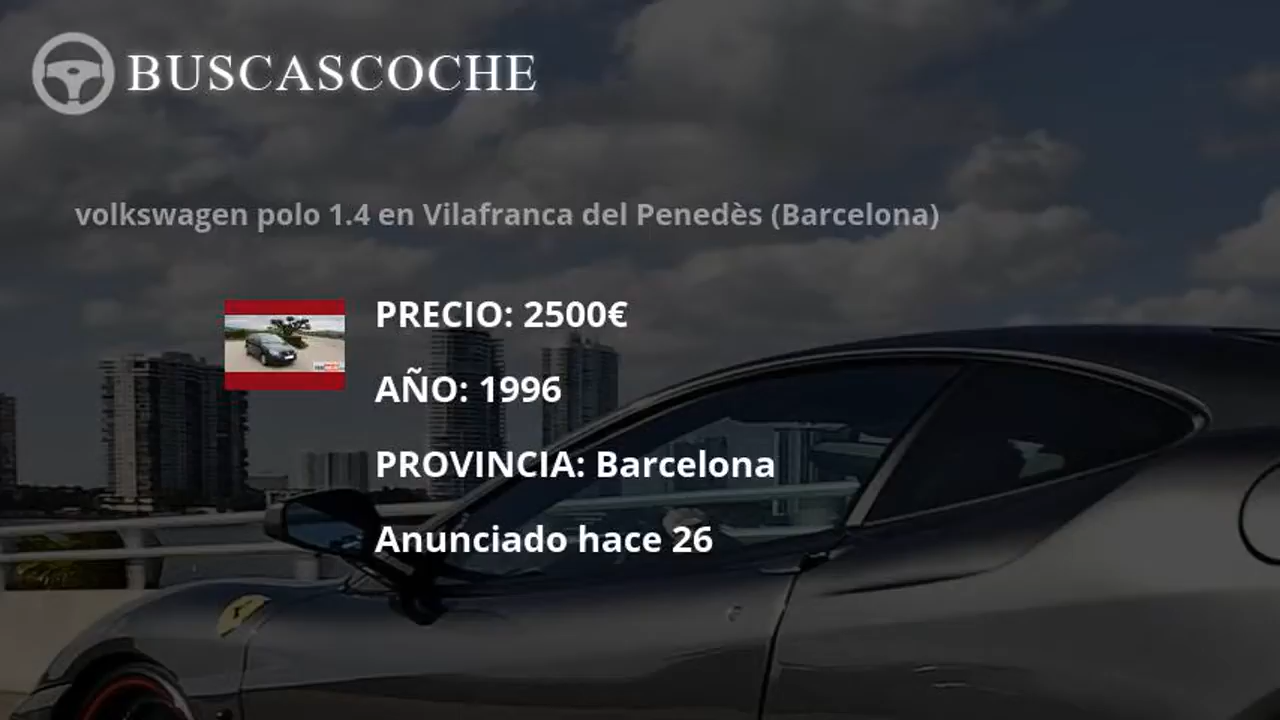 BUSCASCOCHE
volkswagen polo 1.4 en Vilafranca del Penedès (Barcelona)
PRECIO: 2500€
AÑO: 1996
PROVINCIA: Barcelona
Anunciado hace 26